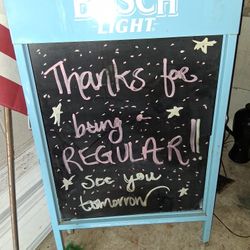 BUSCH
LIGHT
Thanks for
being a
REGULAR!!
See you
tomorrow